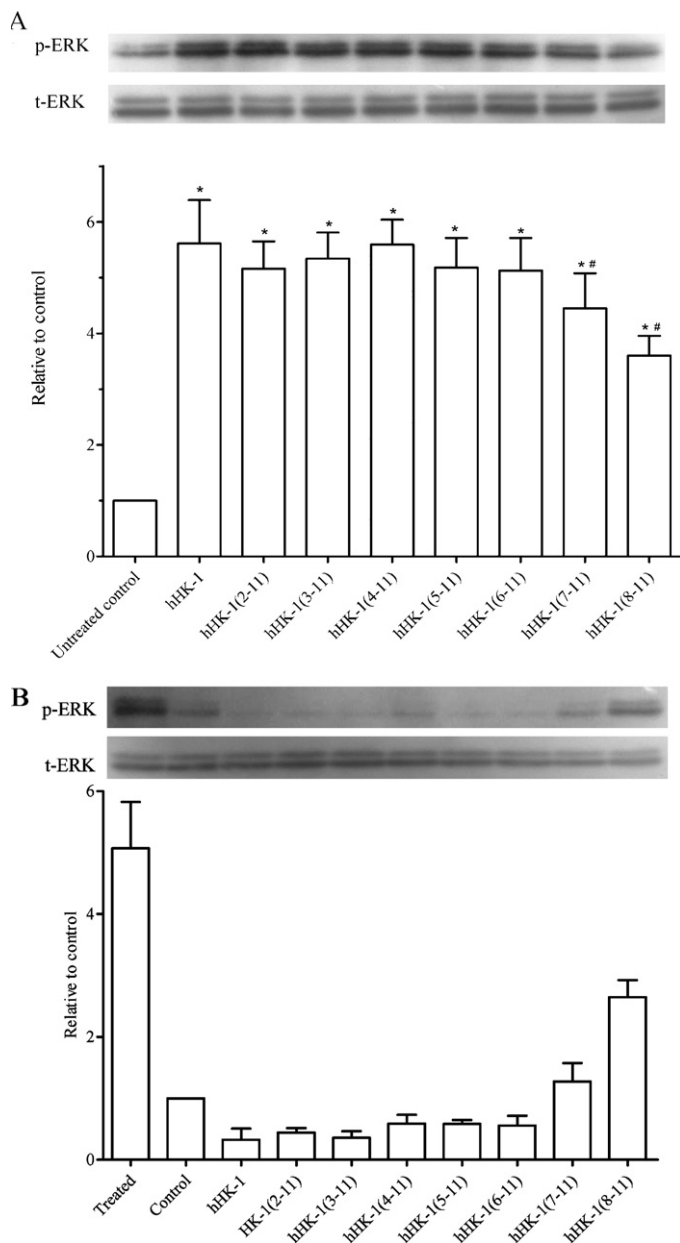 A
p-ERK
t-ERK
Relative to control
6
4
2
0
*
*
*
*
*
*
* #
* #
Untreated control
hHK-1
hHK-1(2-11)
hHK-1(3-11)
hHK-1(4-11)
hHK-1(5-11)
hHK-1(6-11)
hHK-1(7-11)
hHK-1(8-11)
B
p-ERK
t-ERK
Relative to control
6
4
2
0
Treated
Control
hHK-1
HK-1(2-11)
hHK-1(3-11)
hHK-1(4-11)
hHK-1(5-11)
hHK-1(6-11)
hHK-1(7-11)
hHK-1(8-11)